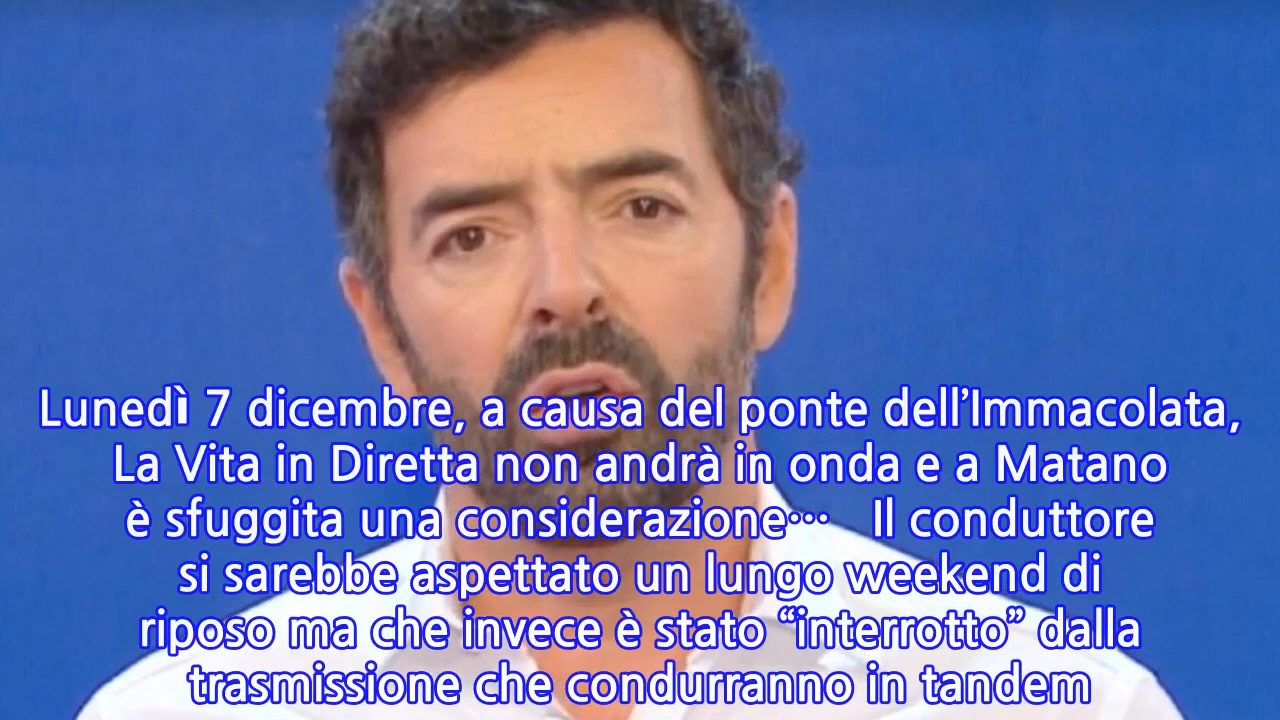 Lunedì 7 dicembre, a causa del ponte dell’Immacolata,
La Vita in Diretta non andrà in onda e a Matano
è sfuggita una considerazione… Il conduttore
si sarebbe aspettato un lungo weekend di
riposo ma che invece è stato “interrotto” dalla
trasmissione che condurranno in tandem